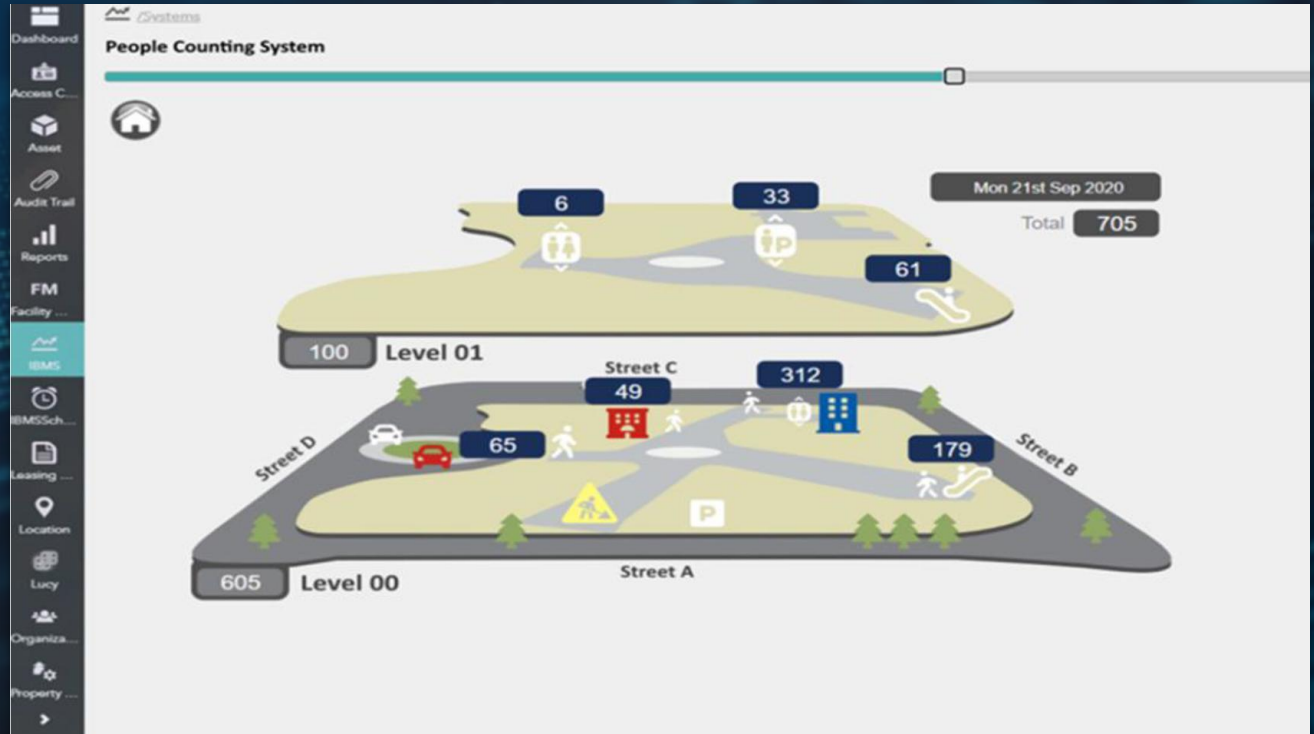 Dashboard
Access C...
Asset
Audit Trail
Reports
FM
Facility ...
IBMS
IBMSSch...
Leasing ...
Location
Lucy
Organiza...
Property ...
People Counting System
Mon 21st Sep 2020
Total 705
6
33
61
100 Level 01
Street C
312
49
65
179
Street D
Street B
P
P
Street A
605 Level 00